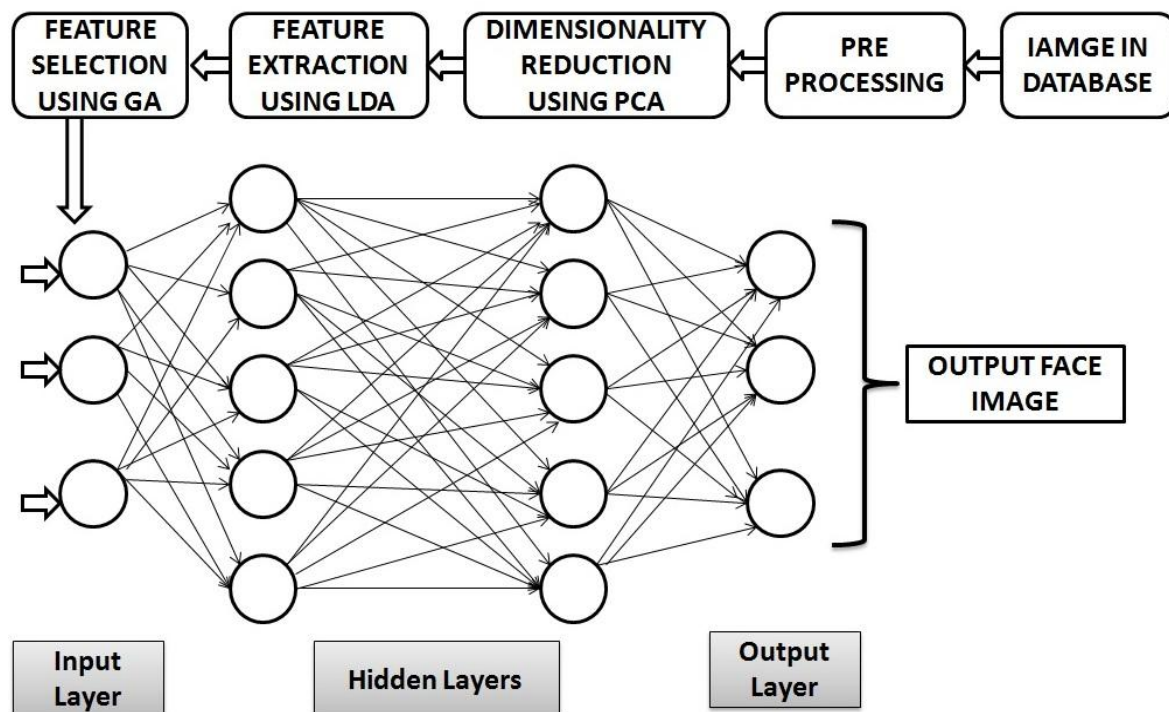 FEATURE
SELECTION
USING GA
FEATURE
EXTRACTION
USING LDA
DIMENSIONALITY
REDUCTION
USING PCA
PRE
PROCESSING
IAMGE IN
DATABASE
OUTPUT FACE
IMAGE
Input
Layer
Hidden Layers
Output
Layer